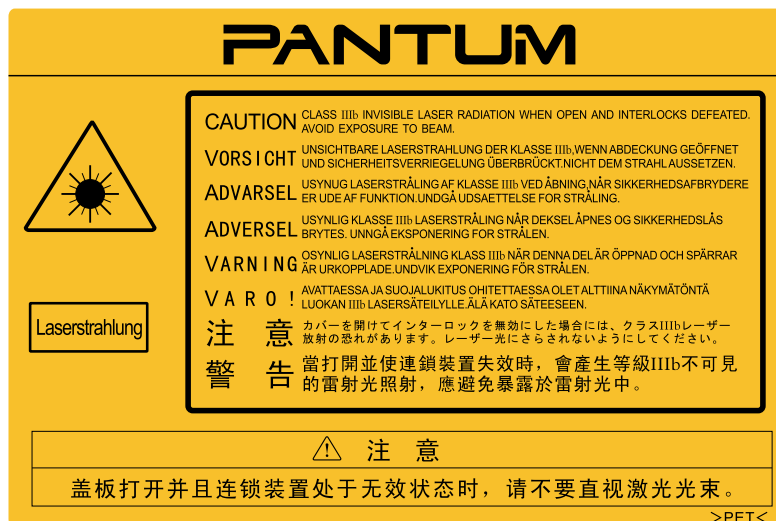 PANTUM
CAUTION CLASS IIIb INVISIBLE LASER RADIATION WHEN OPEN AND INTERLOCKS DEFEATED.
AVOID EXPOSURE TO BEAM.
VORSICHT UNSICHTBARE LASERSTRAHLUNG DER KLASSE IIIb,WENN ABDECKUNG GEÖFFNET
UND SICHERHEITSVERRIEGELUNG ÜBERBRÜCKT.NICHT DEM STRAHL AUSSETZEN.
ADVARSEL USYNUG LASERSTRÅLING AF KLASSE IIIb VED ÅBNING,NÅR SIKKERHEDSAFBRYDERE
ER UDE AF FUNKTION.UNDGÅ UDSAETTELSE FOR STRÅLING.
ADVERSEL USYNLIG KLASSE IIIb LASERSTRÅLING NÅR DEKSEL ÅPNES OG SIKKERHEDSLÅS
BRYTES. UNNGÅ EKSPONERING FOR STRÅLEN.
VARNING OSYNLIG LASERSTRÅLNING KLASS IIIb NÄR DENNA DEL ÄR ÖPPNAD OCH SPÄRRAR
ÄR URKOPPLADE.UNDVIK EXPONERING FÖR STRÅLEN.
VARO! AVATTAESSA JA SUOJALUKITUS OHITETTAESSA OLET ALTTIINA NÄKYMÄTÖNTÄ
LUOKAN IIIb LASERSÄTEILYLLE.ÄLÄ KATO SÄTEESEEN.
注 意 カバーを開けてインターロックを無効にした場合には、クラスIIIbレーザー
放射の恐れがあります。レーザー光にさらされないようにしてください。
警 告 當打開並使連鎖裝置失效時，會產生等級IIIb不可見
的雷射光照射，應避免暴露於雷射光中。
Laserstrahlung
注 意
盖板打开并且连锁装置处于无效状态时，请不要直视激光光束。
>PET<